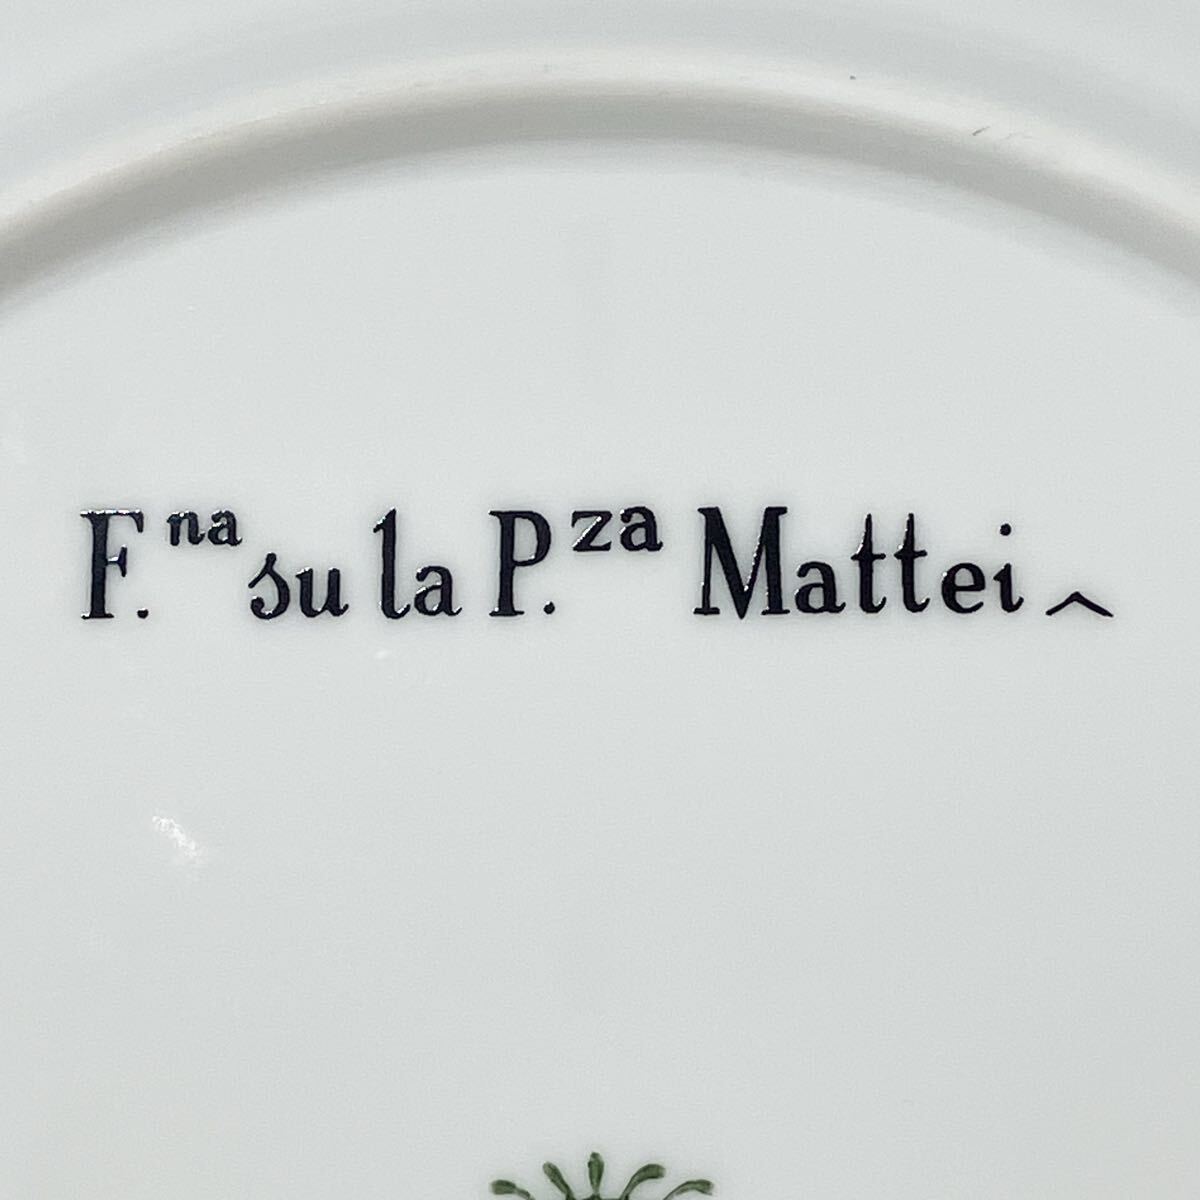 F.ⁿᵃ su la P.ᶻᵃ Mattei